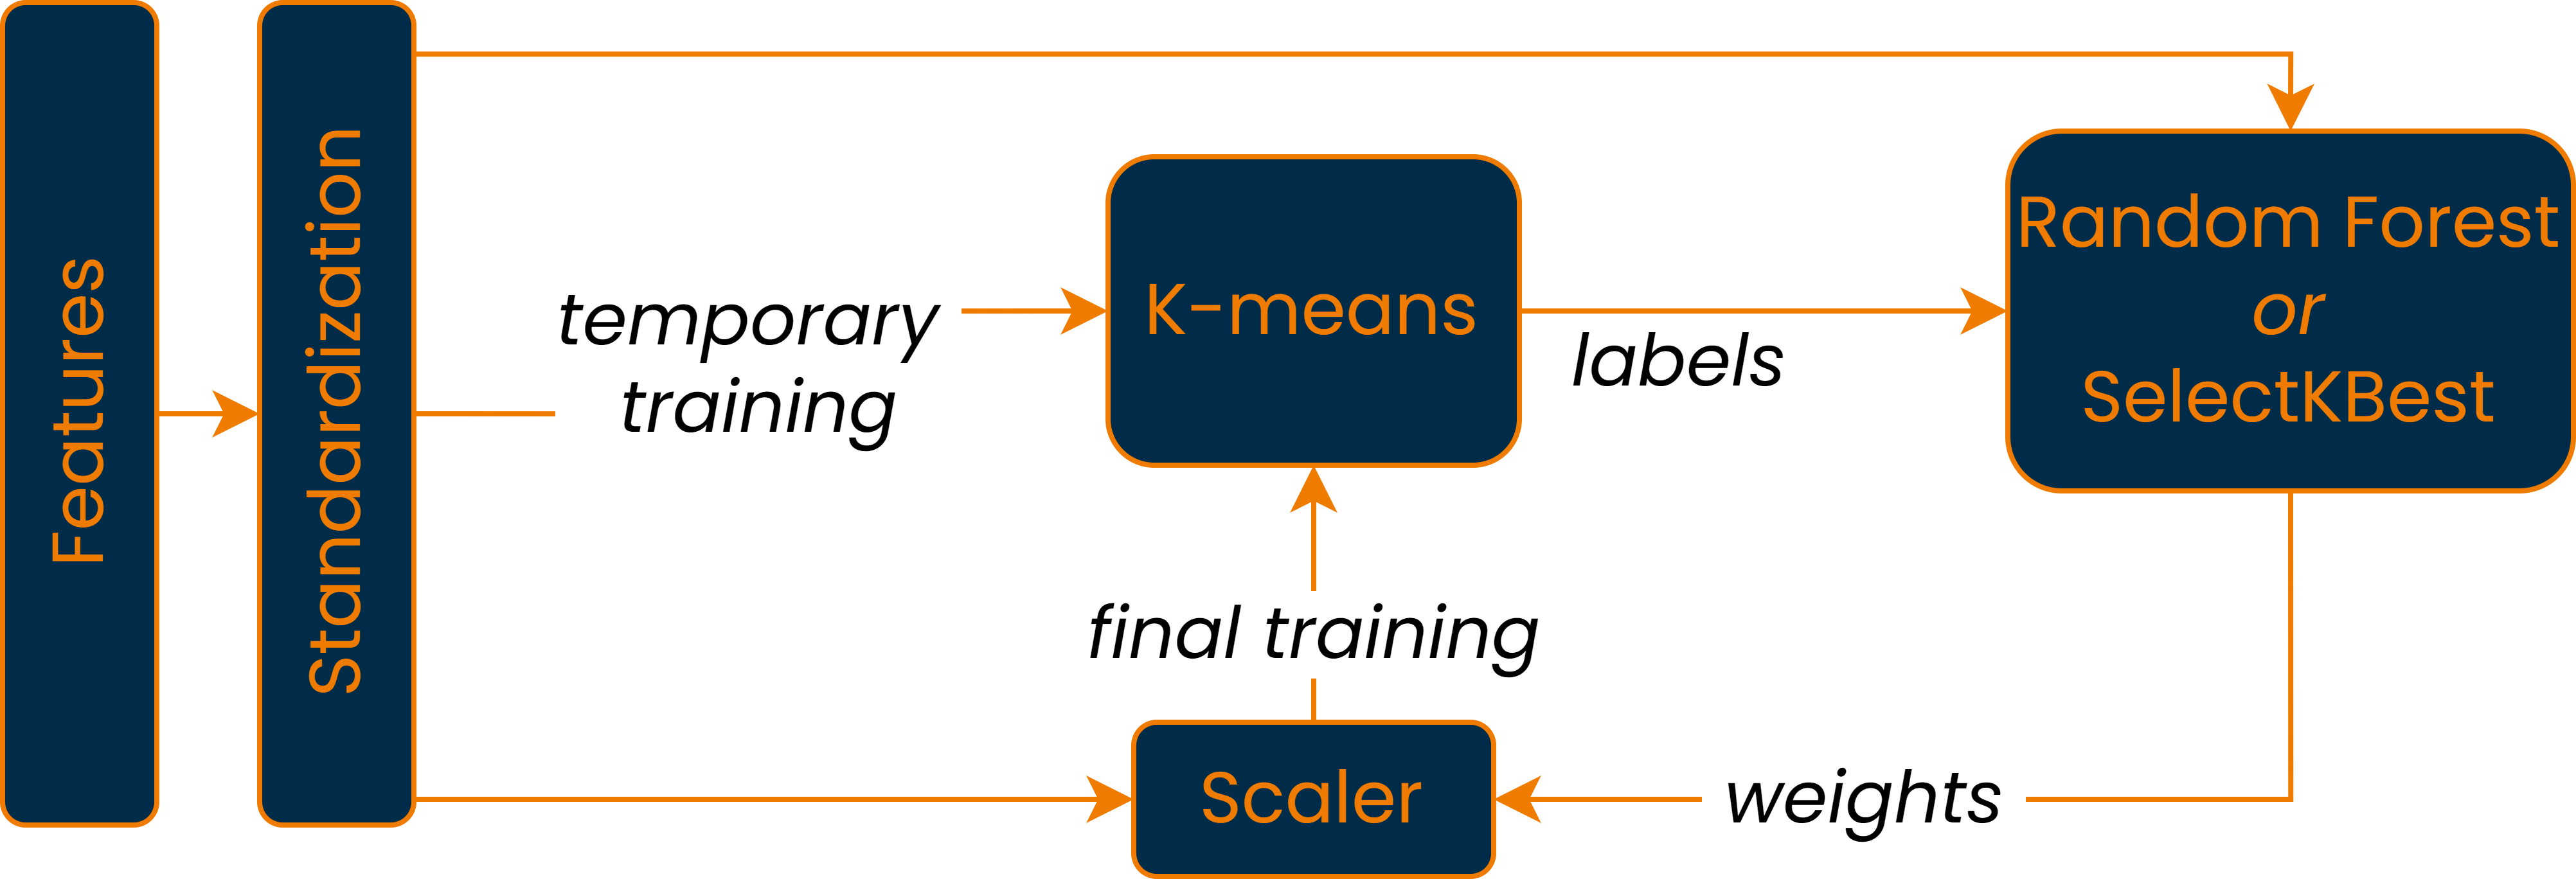 Features
Standardization
temporary
training
K-means
labels
Random Forest
or
SelectKBest
final training
Scaler
weights